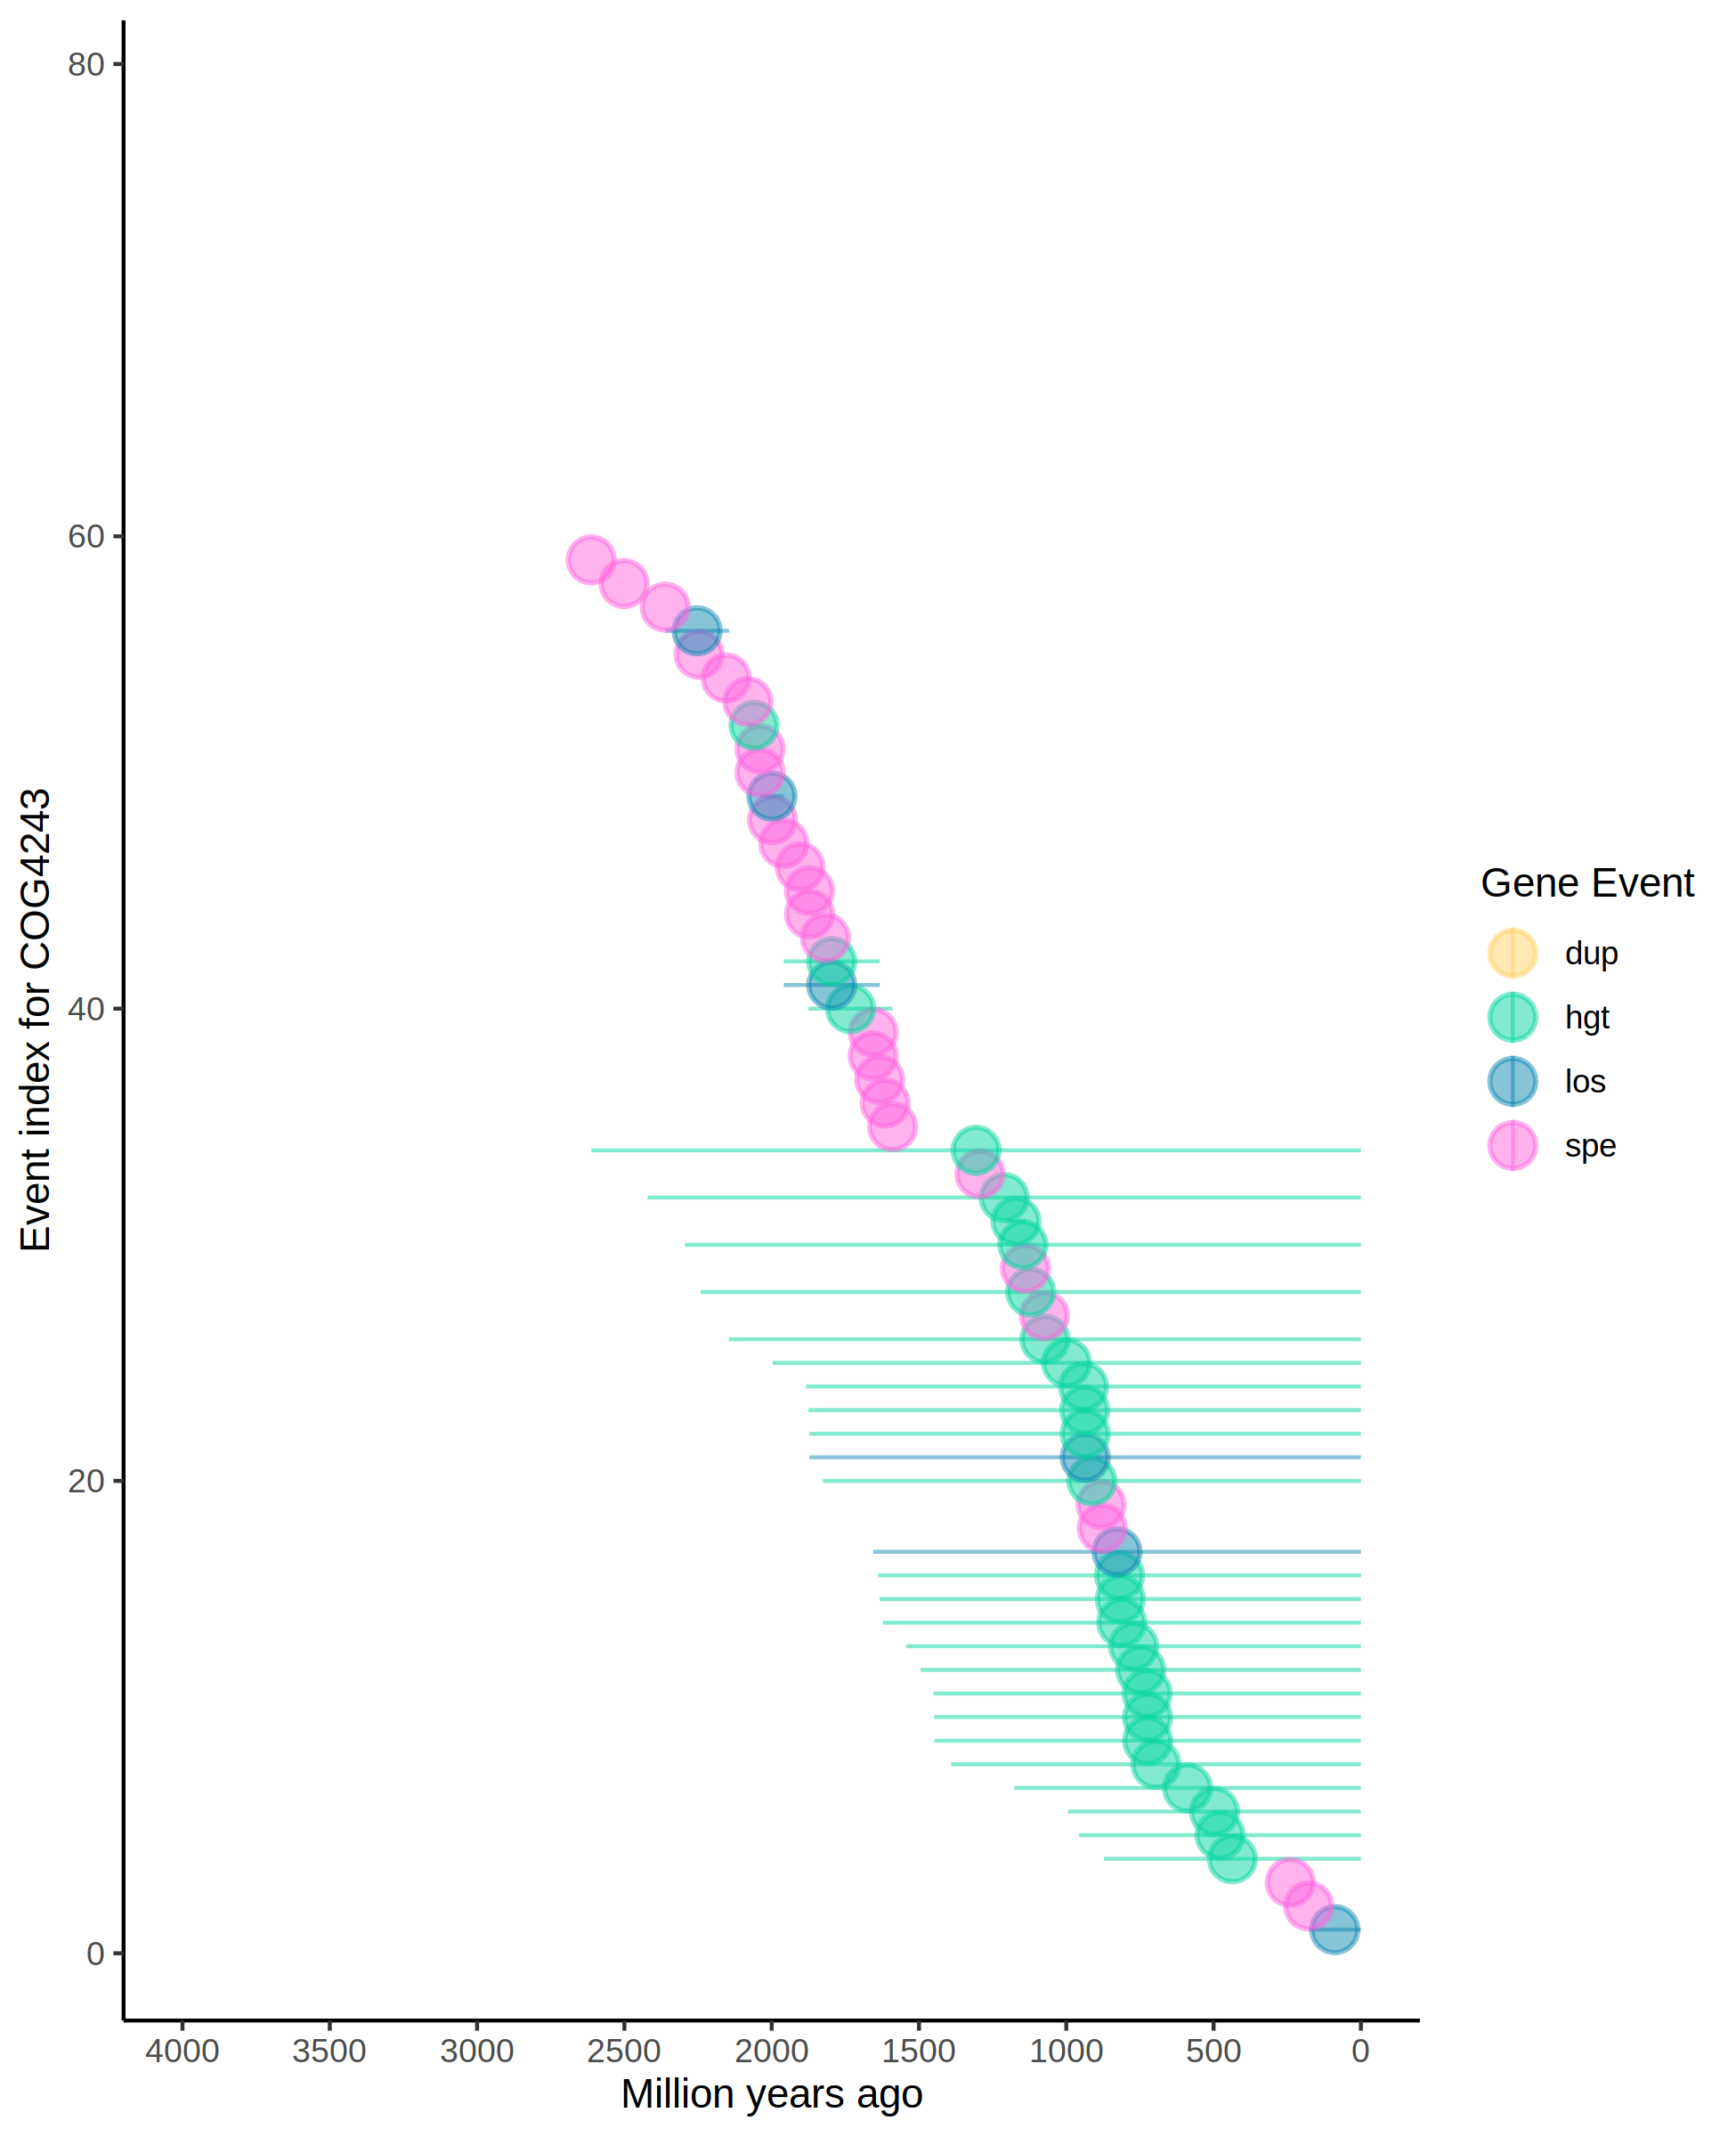 80
60
40
20
0
Event index for COG4243
4000 3500 3000 2500 2000 1500 1000 500 0
Million years ago
Gene Event
dup
hgt
los
spe